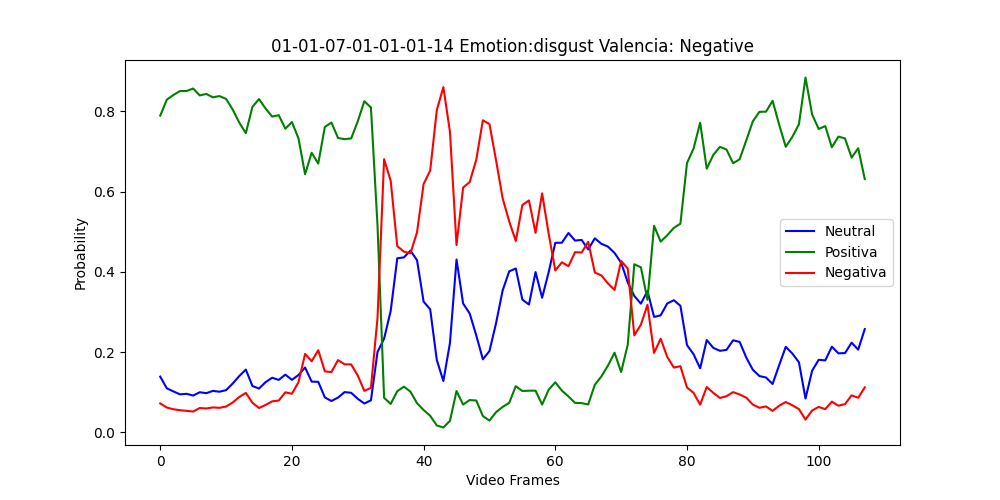 01-01-07-01-01-01-14 Emotion:disgust Valencia: Negative
Probability
0.8
0.6
0.4
0.2
0.0
Neutral
Positiva
Negativa
0 20 40 60 80 100
Video Frames